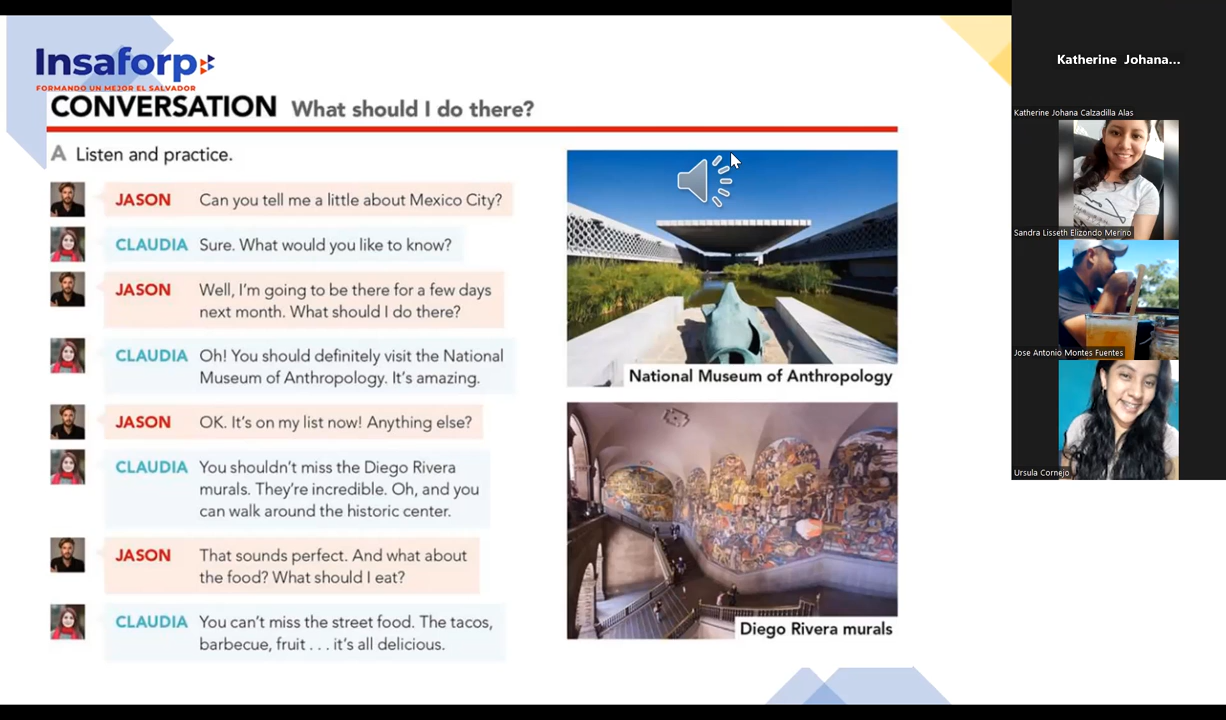 Insaforp
FORMANDO UN MEJOR EL SALVADOR
CONVERSATION What should I do there?
A Listen and practice.
JASON Can you tell me a little about Mexico City?
CLAUDIA Sure. What would you like to know?
JASON Well, I'm going to be there for a few days
next month. What should I do there?
CLAUDIA Oh! You should definitely visit the National
Museum of Anthropology. It's amazing.
JASON OK. It's on my list now! Anything else?
CLAUDIA You shouldn't miss the Diego Rivera
murals. They're incredible. Oh, and you
can walk around the historic center.
JASON That sounds perfect. And what about
the food? What should I eat?
CLAUDIA You can't miss the street food. The tacos,
barbecue, fruit . . . it's all delicious.
National Museum of Anthropology
Diego Rivera murals
Katherine Johana...
Katherine Johana Calzadilla Alas
Sandra Lisseth Elizondo Merino
Jose Antonio Montes Fuentes
Ursula Cornejo